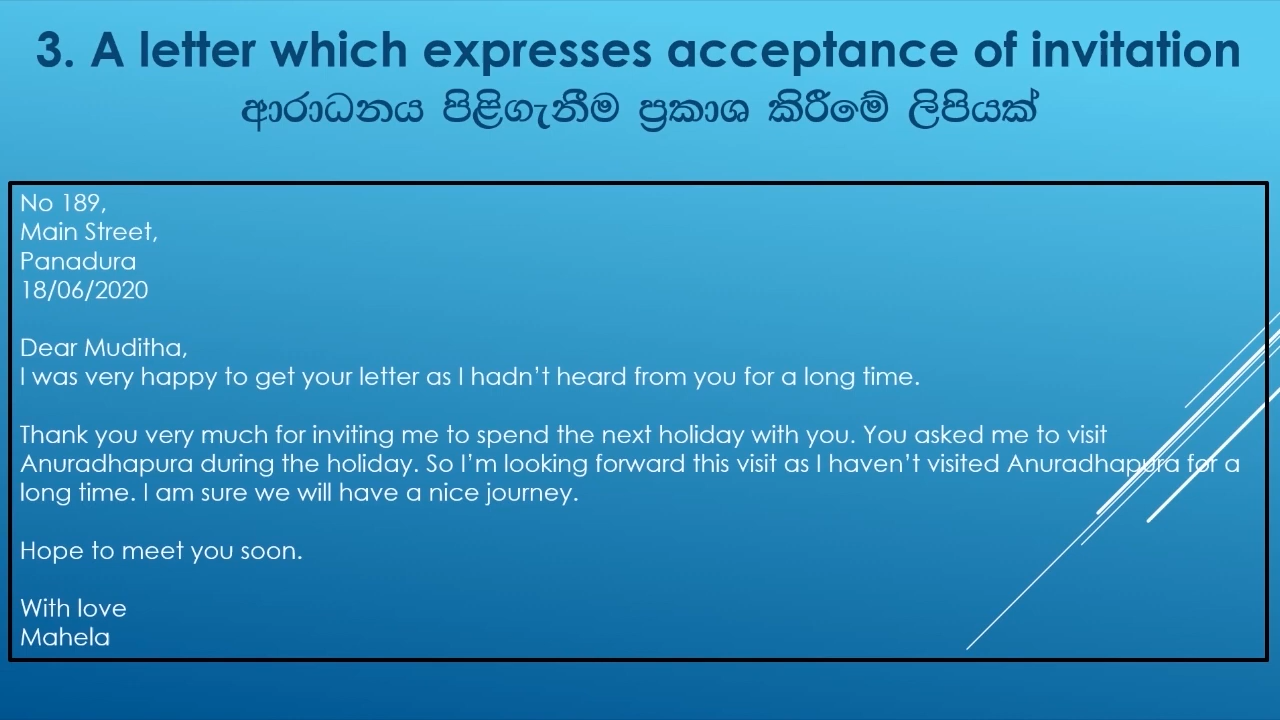 3. A letter which expresses acceptance of invitation
ආරාධනය පිළිගැනීම ප්‍රකාශ කිරීමේ ලිපියක්
No 189,
Main Street,
Panadura
18/06/2020
Dear Muditha,
I was very happy to get your letter as I hadn’t heard from you for a long time.
Thank you very much for inviting me to spend the next holiday with you. You asked me to visit
Anuradhapura during the holiday. So I’m looking forward this visit as I haven’t visited Anuradhapura for a
long time. I am sure we will have a nice journey.
Hope to meet you soon.
With love
Mahela